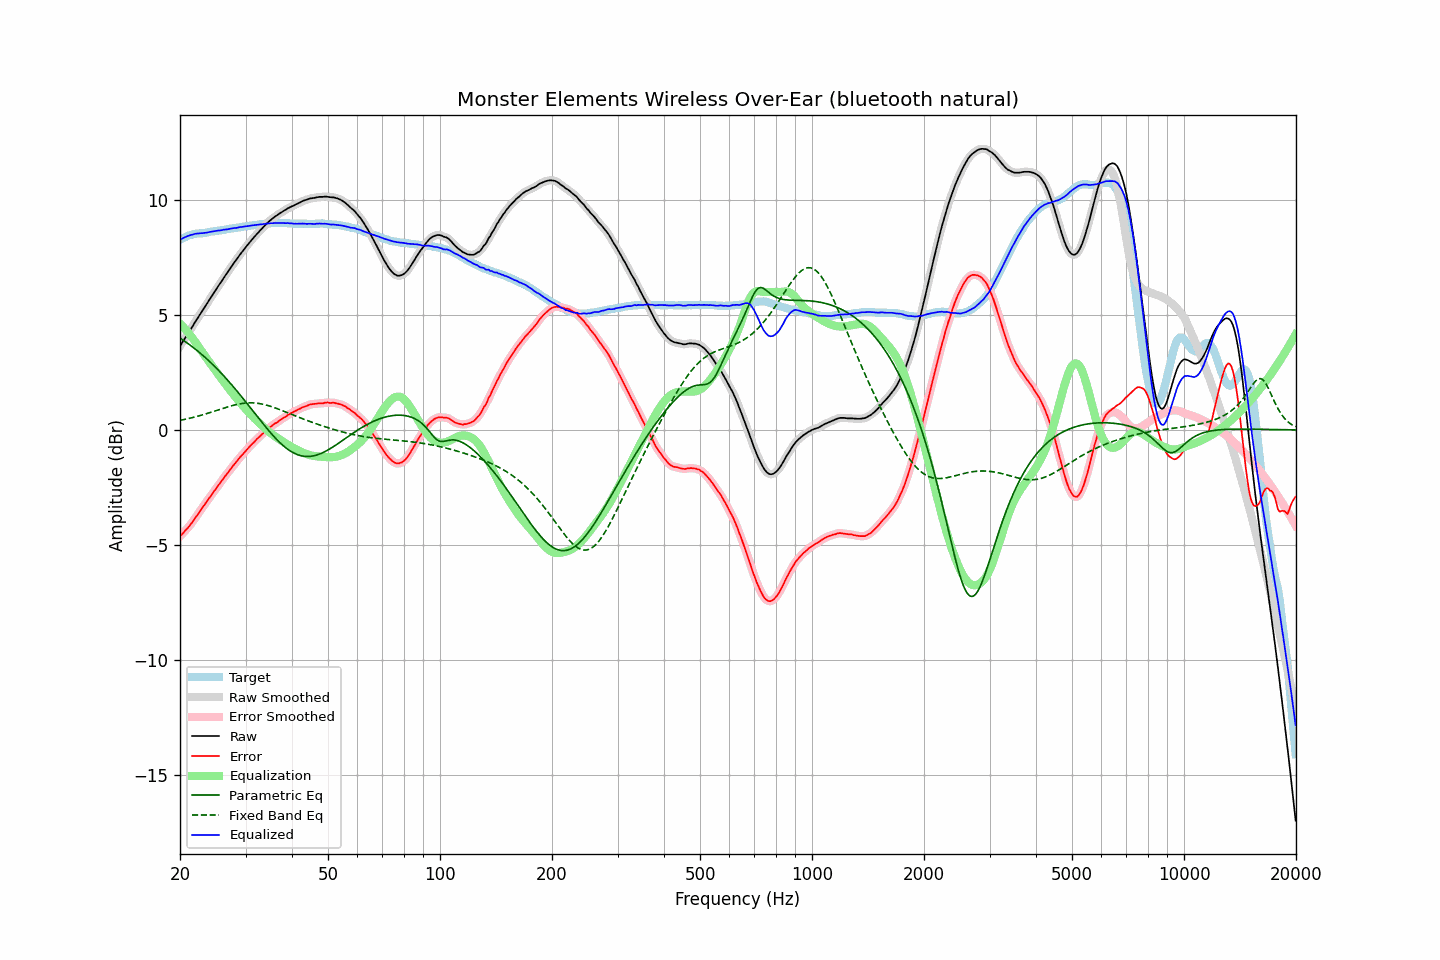 Monster Elements Wireless Over-Ear (bluetooth natural)
Amplitude (dBr)
10
5
0
−5
−10
−15
Target
Raw Smoothed
Error Smoothed
Raw
Error
Equalization
Parametric Eq
Fixed Band Eq
Equalized
20 50 100 200 500 1000 2000 5000 10000 20000
Frequency (Hz)